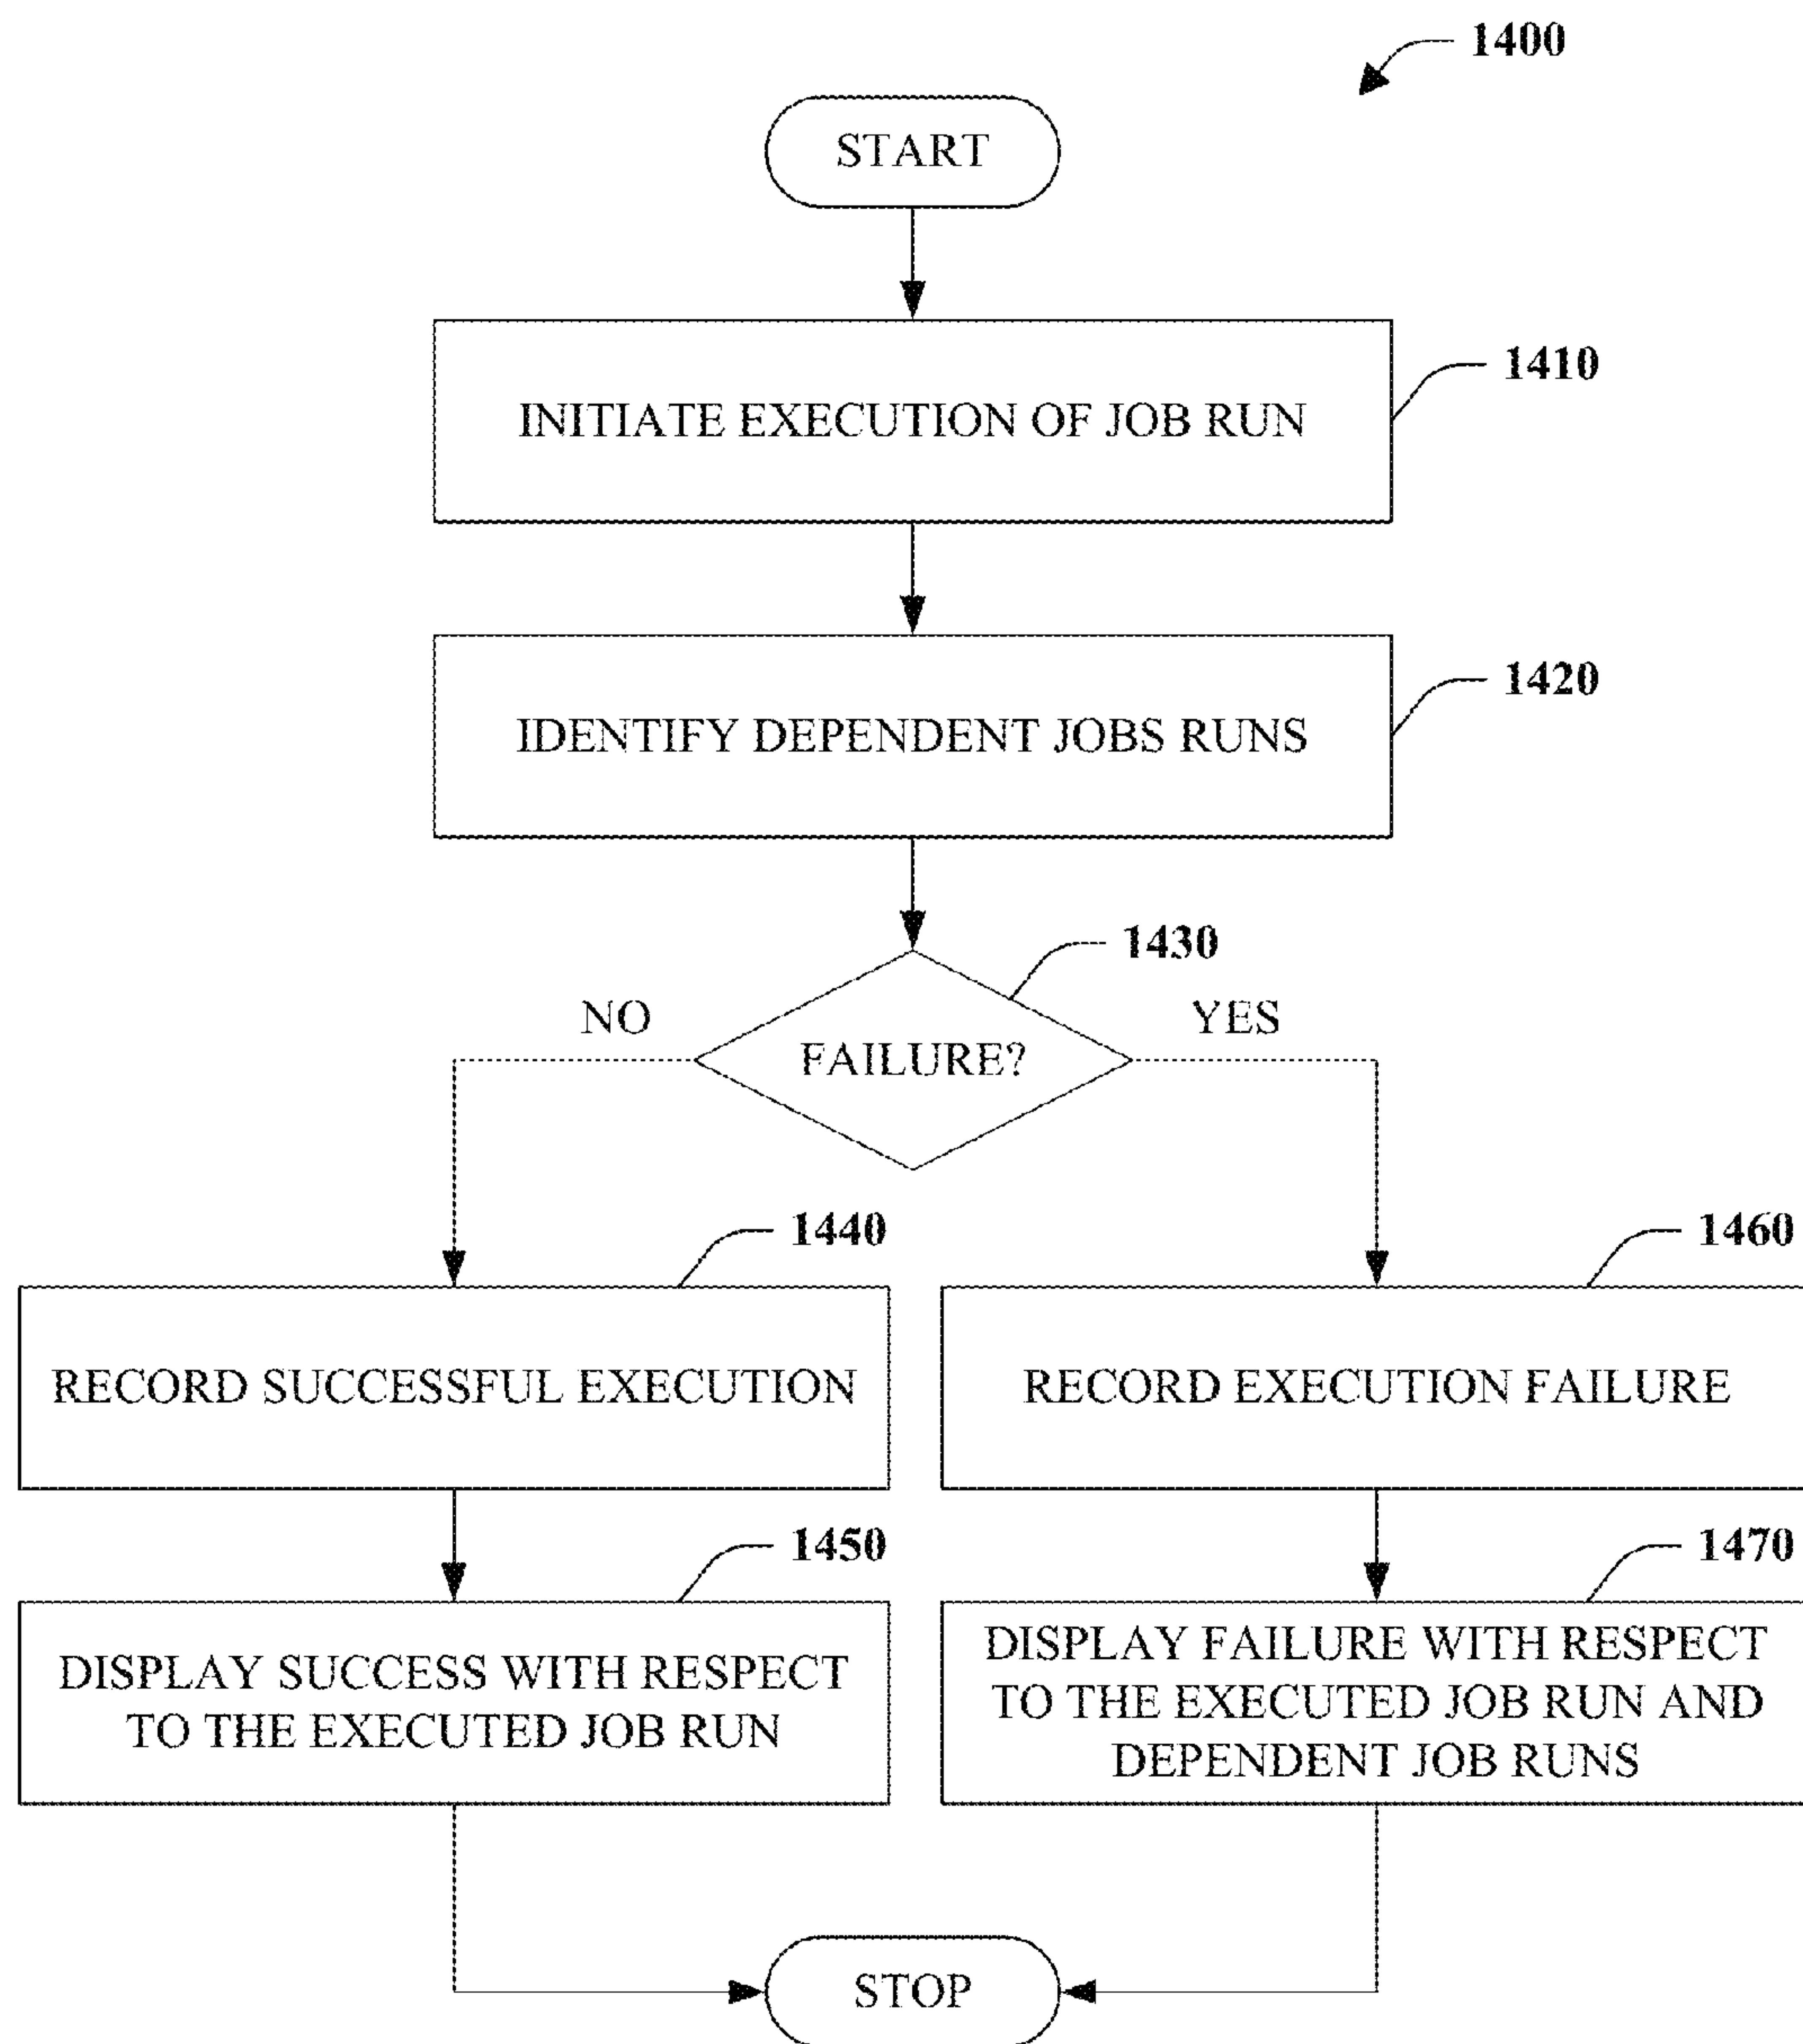 1400
START
1410
INITIATE EXECUTION OF JOB RUN
1420
IDENTIFY DEPENDENT JOBS RUNS
1430
NO
YES
FAILURE?
1440
1460
RECORD SUCCESSFUL EXECUTION
RECORD EXECUTION FAILURE
1450
1470
DISPLAY SUCCESS WITH RESPECT
TO THE EXECUTED JOB RUN
DISPLAY FAILURE WITH RESPECT
TO THE EXECUTED JOB RUN AND
DEPENDENT JOB RUNS
STOP